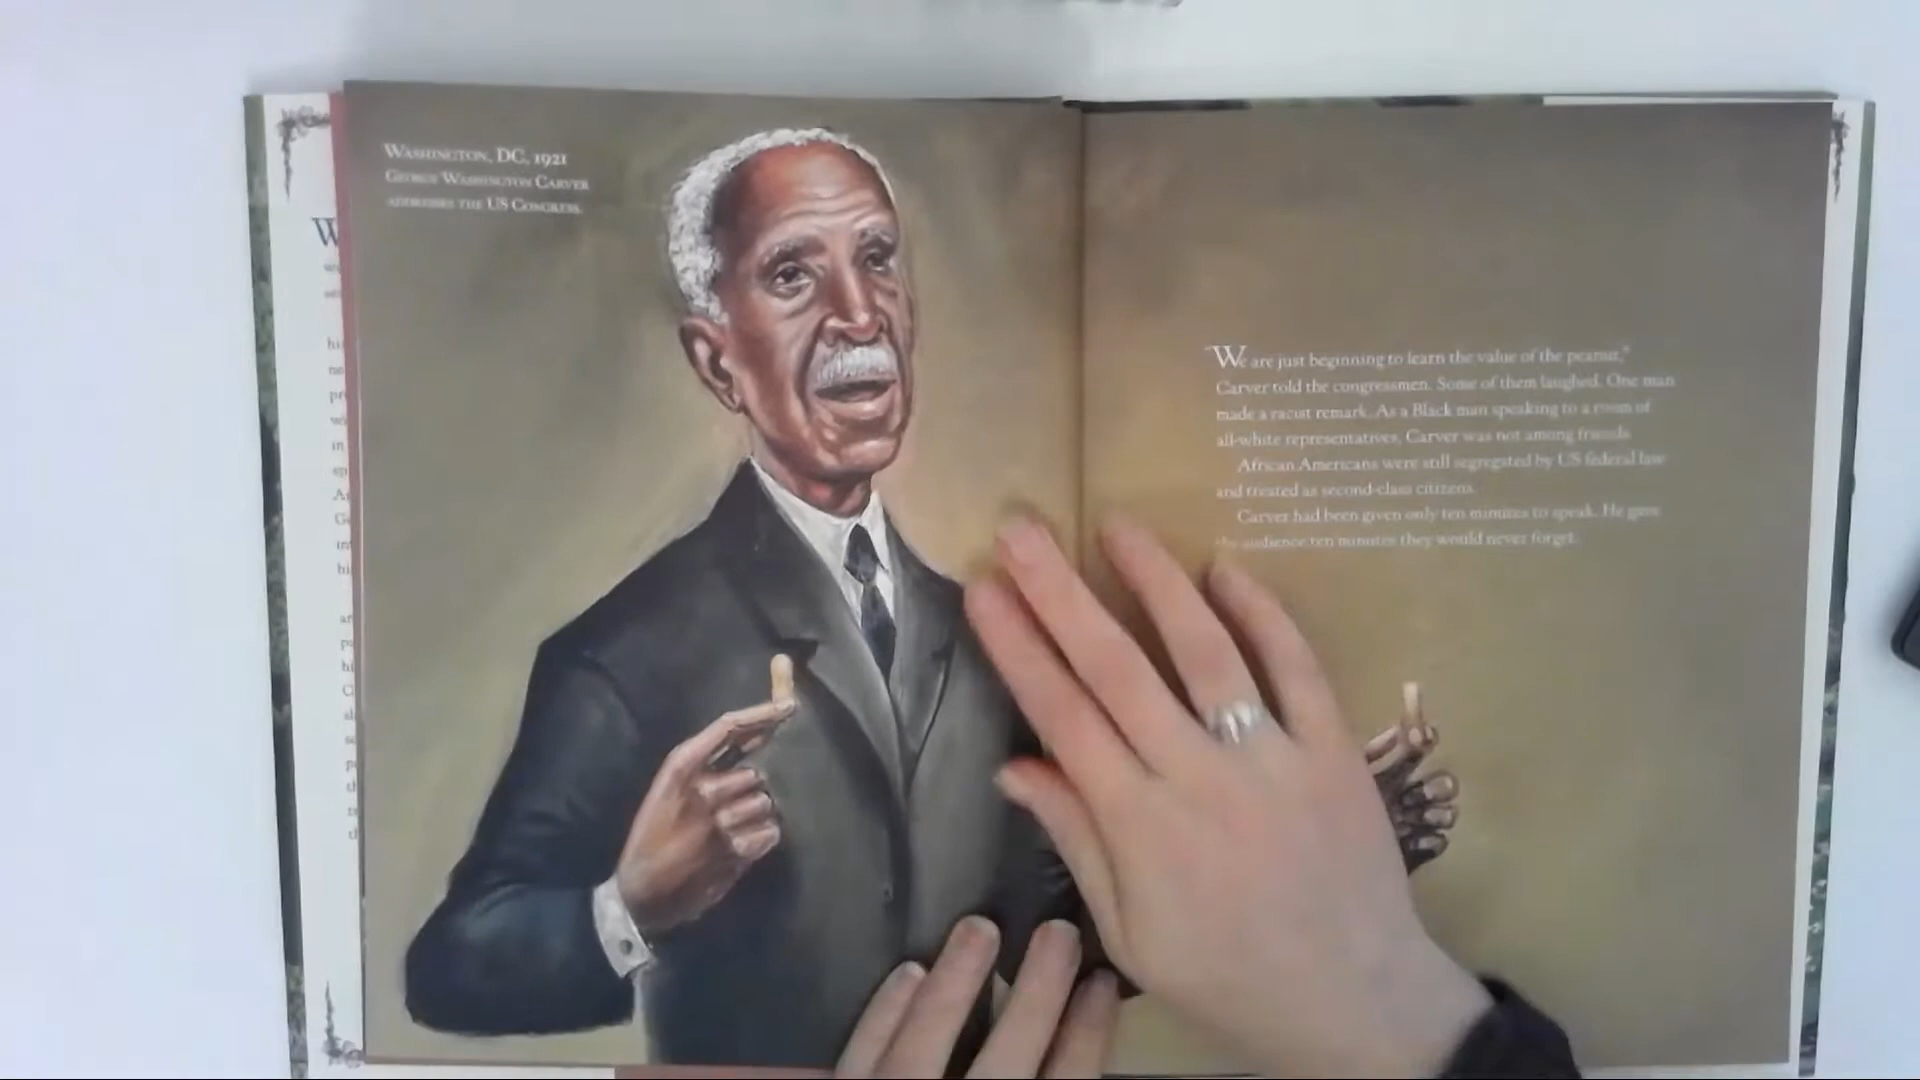 WASHINGTON, DC, 1921
GEORGE WASHINGTON CARVER
ADDRESSES THE US CONGRESS.
"We are just beginning to learn the value of the peanut,"
Carver told the congressmen. Some of them laughed. One man
made a racist remark. As a Black man speaking to a room of
all-white representatives, Carver was not among friends.
African Americans were still segregated by US federal law
and treated as second-class citizens.
Carver had been given only ten minutes to speak. He gave
the audience ten minutes they would never forget.